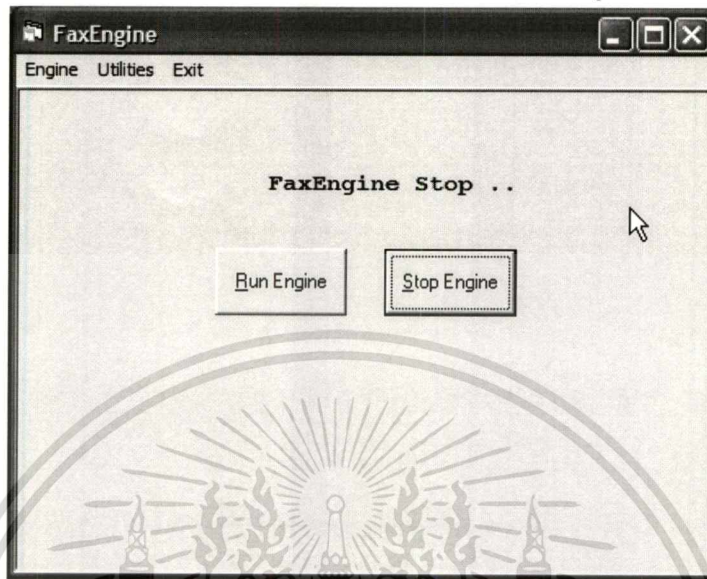 FaxEngine
Engine Utilities Exit
FaxEngine Stop ..
Run Engine Stop Engine